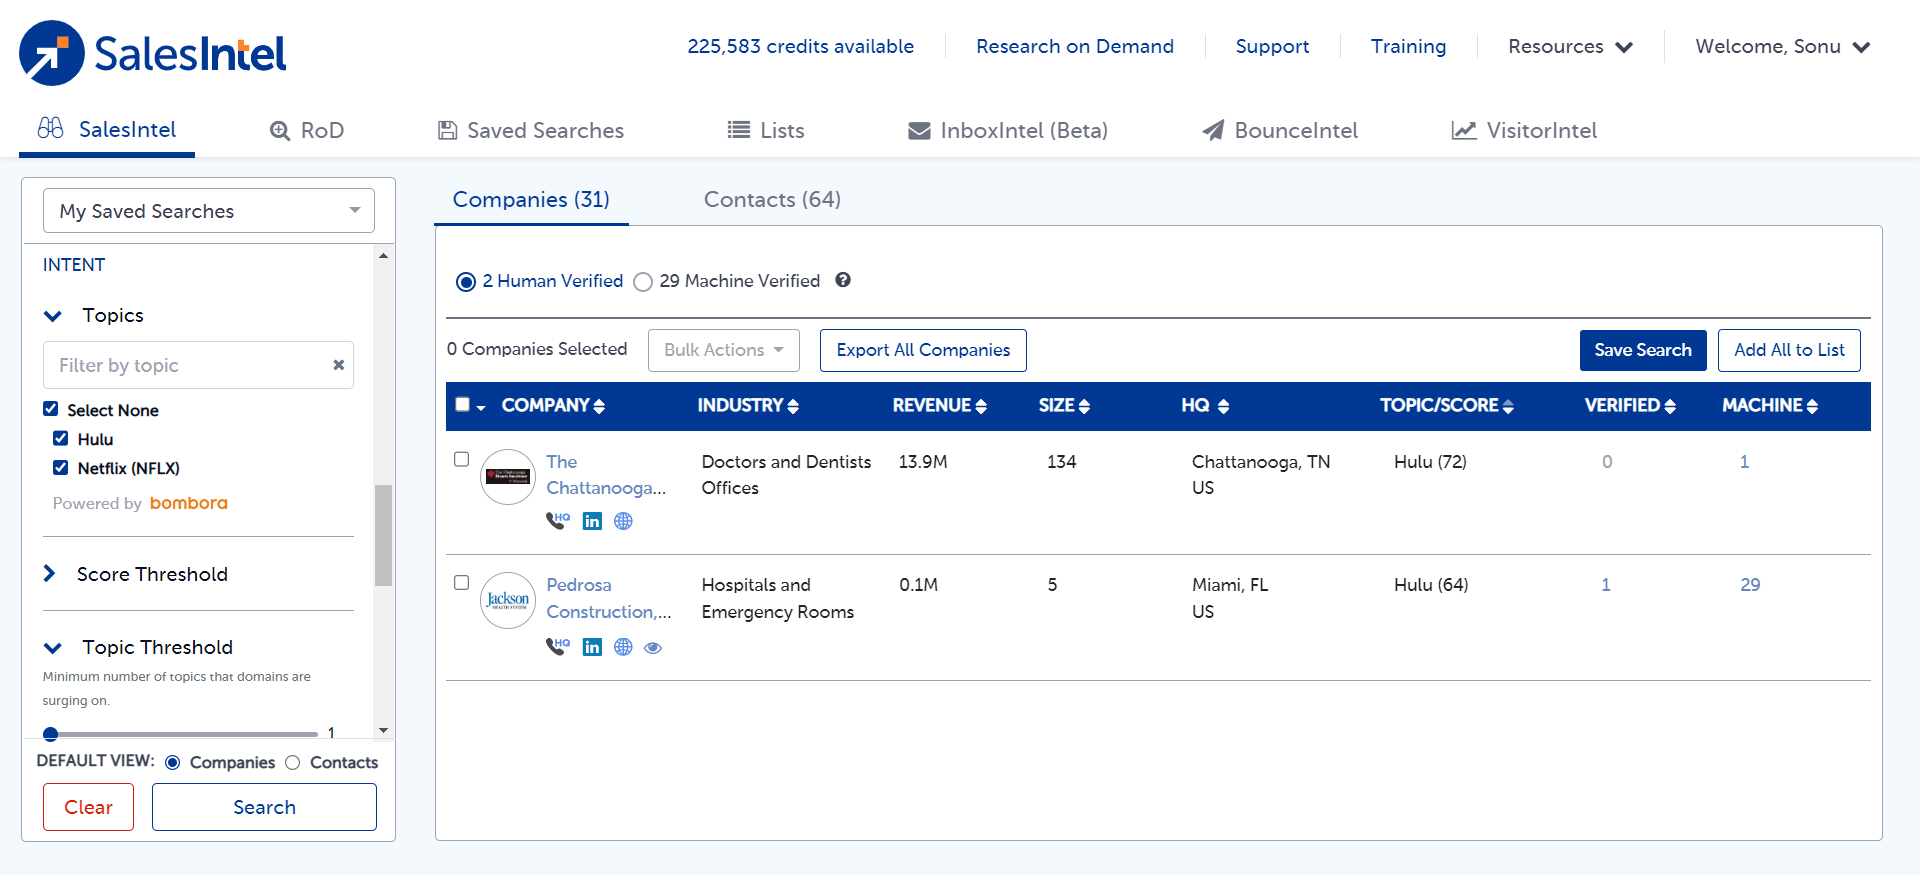 SalesIntel
225,583 credits available
Research on Demand
Support
Training
Resources
Welcome, Sonu
SalesIntel
RoD
Saved Searches
Lists
InboxIntel (Beta)
BounceIntel
VisitorIntel
My Saved Searches
INTENT
Topics
Filter by topic
Select None
Hulu
Netflix (NFLX)
Powered by bombora
Score Threshold
Topic Threshold
Minimum number of topics that domains are
surging on.
1
DEFAULT VIEW: Companies Contacts
Clear
Search
Companies (31)
Contacts (64)
2 Human Verified
29 Machine Verified
0 Companies Selected
Bulk Actions
Export All Companies
Save Search
Add All to List
COMPANY INDUSTRY REVENUE SIZE HQ TOPIC/SCORE VERIFIED MACHINE
The Doctors and Dentists 13.9M 134 Chattanooga, TN Hulu (72) 0 1
Chattanooga... Offices US
HQ
Pedrosa Hospitals and 0.1M 5 Miami, FL Hulu (64) 1 29
Jackson
HEALTH SYSTEM
Construction,... Emergency Rooms US
HQ